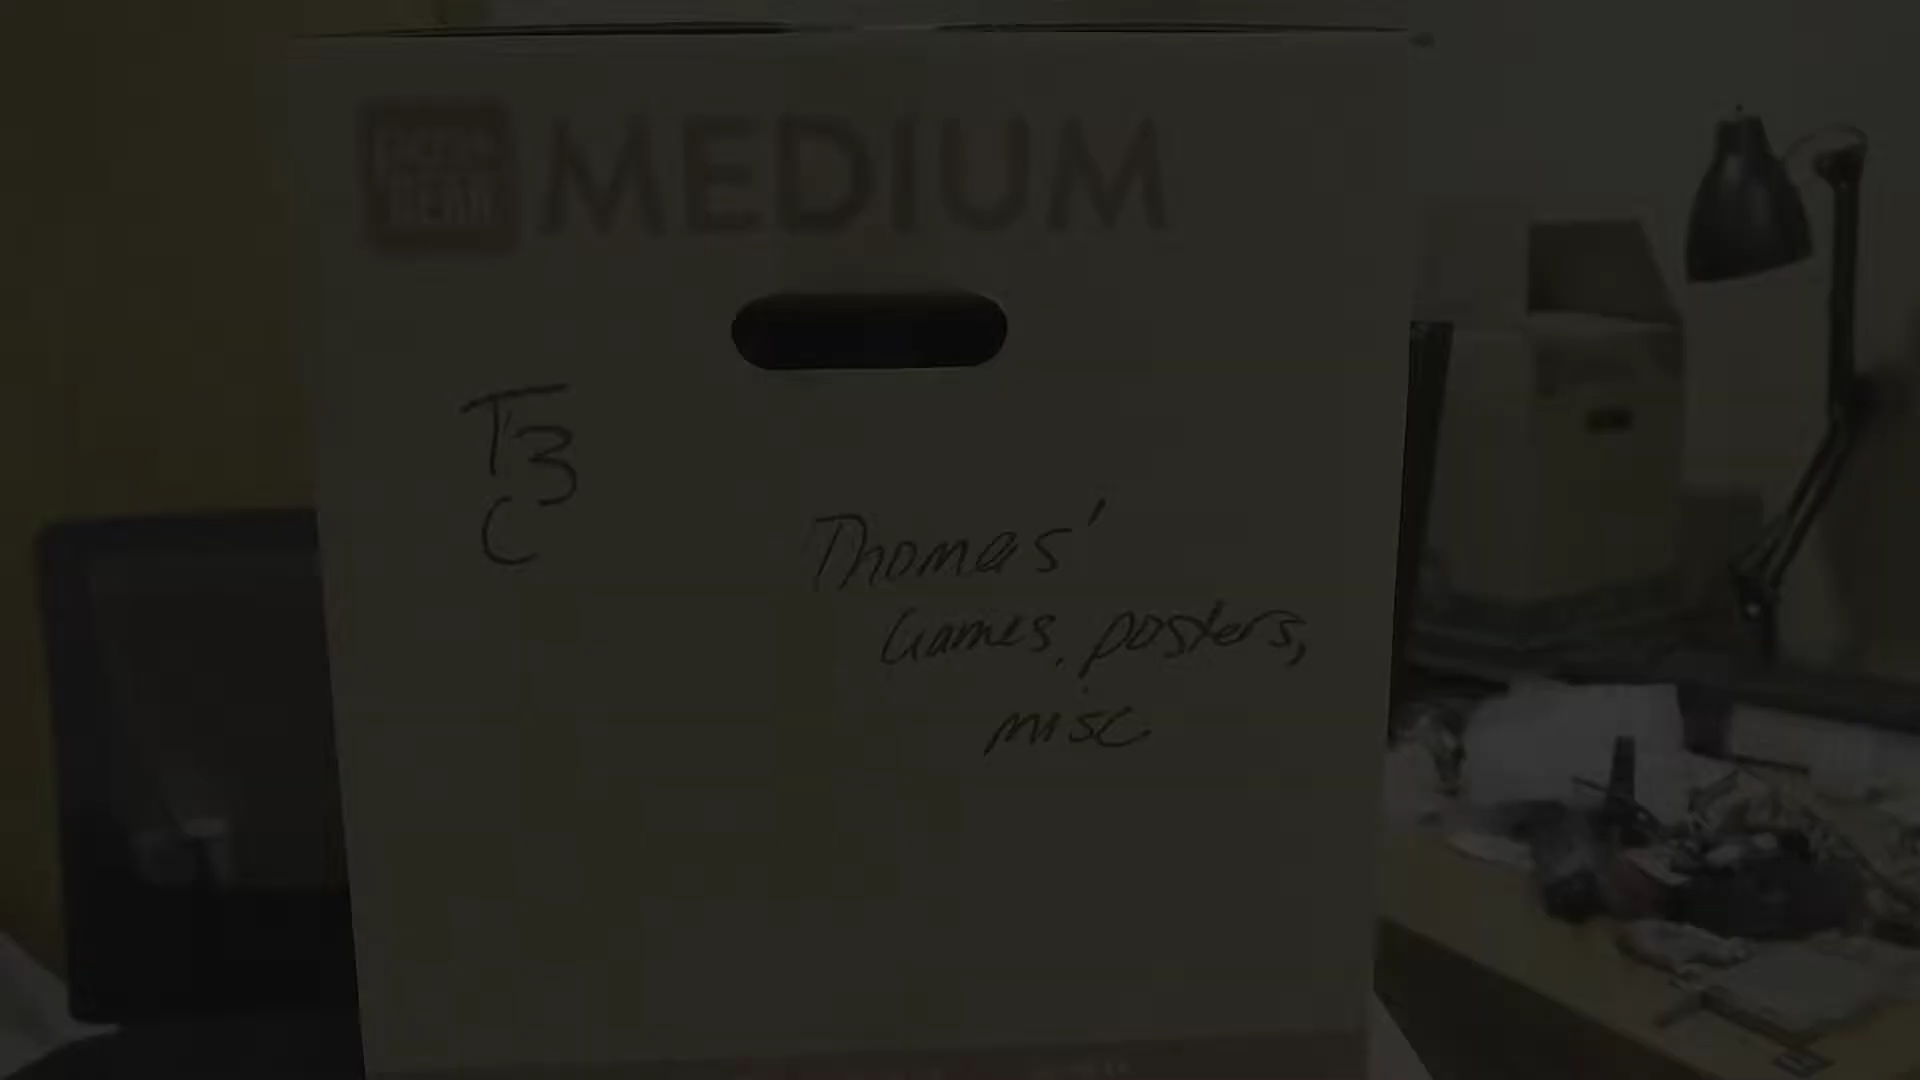 MEDIUM
T3
C
Thomas'
Games, posters,
misc